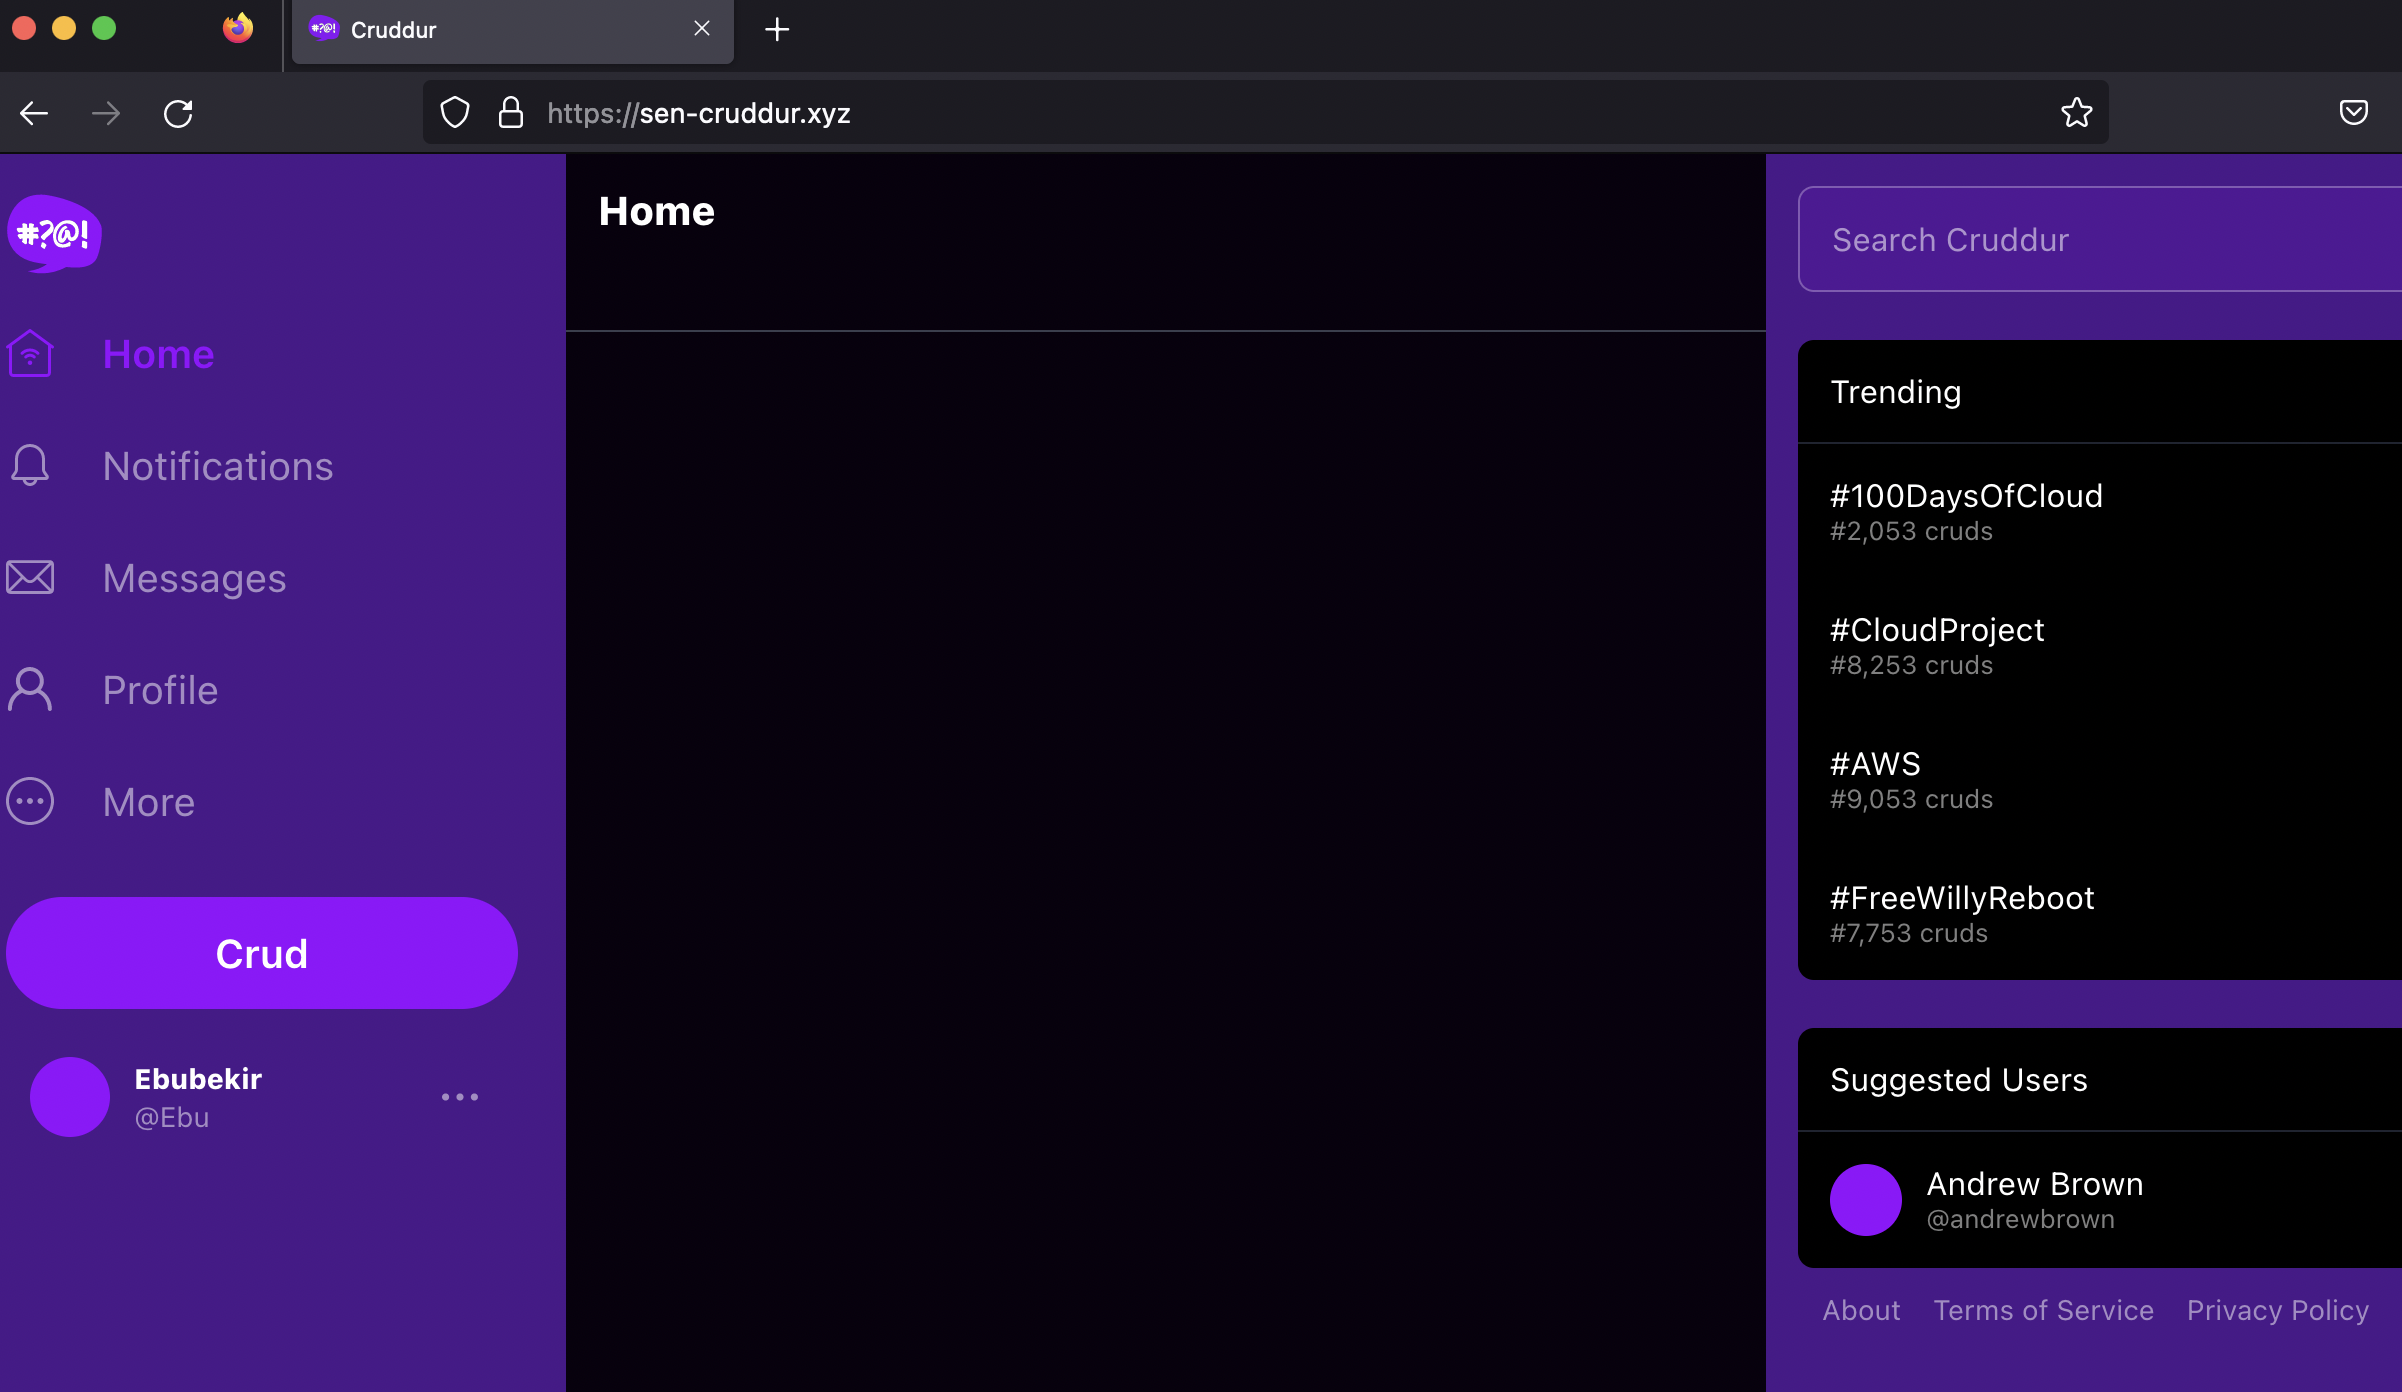 #?@! Cruddur
https://sen-cruddur.xyz
#?@!
Home
Notifications
Messages
Profile
More
Crud
Ebubekir
@Ebu
Home
Search Cruddur
Trending
#100DaysOfCloud
#2,053 cruds
#CloudProject
#8,253 cruds
#AWS
#9,053 cruds
#FreeWillyReboot
#7,753 cruds
Suggested Users
Andrew Brown
@andrewbrown
About Terms of Service Privacy Policy